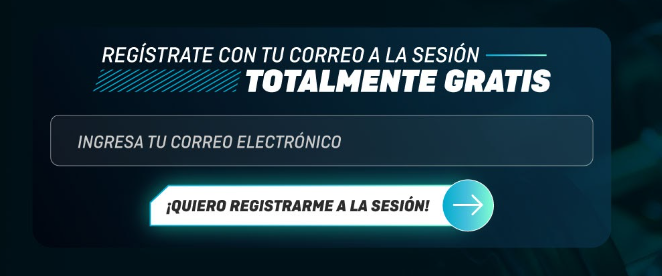 REGÍSTRATE CON TU CORREO A LA SESIÓN
TOTALMENTE GRATIS
INGRESA TU CORREO ELECTRÓNICO
¡QUIERO REGISTRARME A LA SESIÓN!